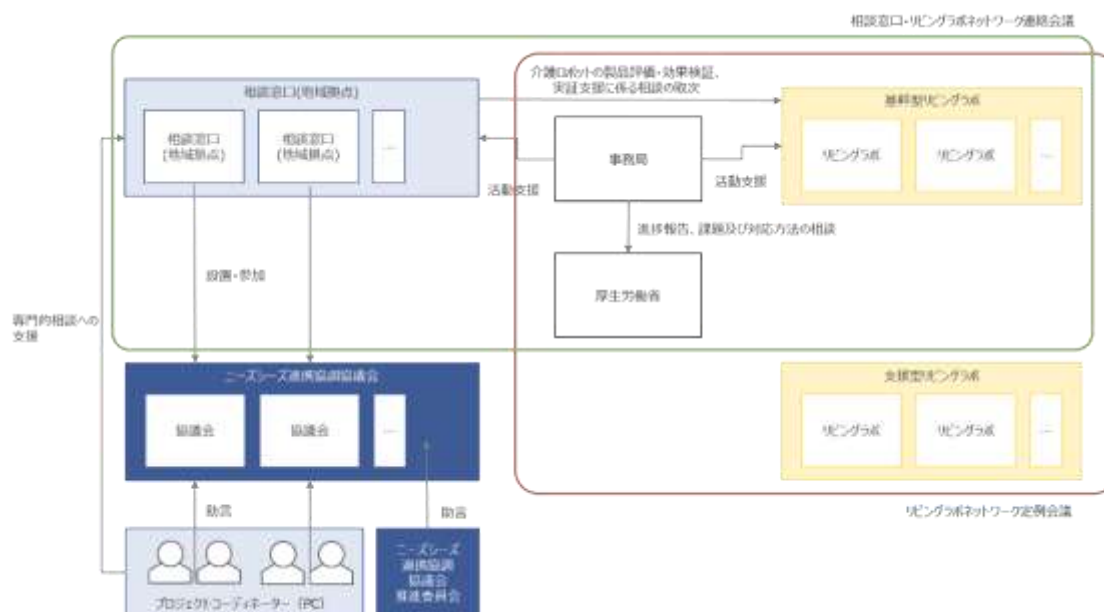 相談窓口・リビングラボネットワーク連絡会議
介護ロボットの製品評価・効果検証、
実証支援に係る相談の取次
相談窓口(地域拠点)
相談窓口
(地域拠点)
相談窓口
(地域拠点)
…
基幹型リビングラボ
リビングラボ
リビングラボ
…
事務局
活動支援
活動支援
進捗報告、課題及び対応方法の相談
厚生労働省
設置・参加
専門的相談への
支援
ニーズシーズ連携協調協議会
協議会
協議会
…
支援型リビングラボ
リビングラボ
リビングラボ
…
リビングラボネットワーク定例会議
助言
助言
ニーズシーズ
連携協調
協議会
推進委員会
プロジェクトコーディネーター（PC）